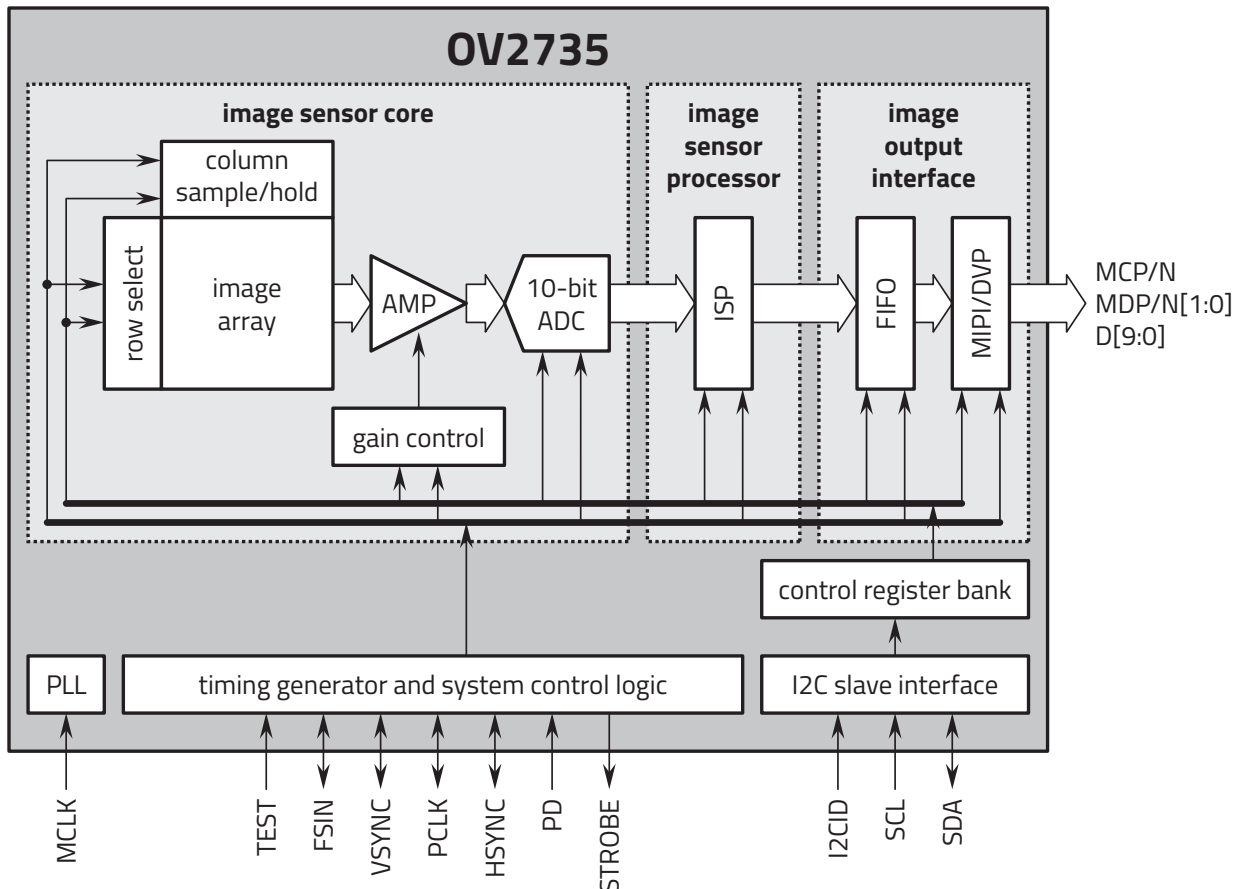 OV2735
image sensor core
image
sensor
processor
image
output
interface
column
sample/hold
row select
image
array
AMP
10-bit
ADC
ISP
FIFO
MIPI/DVP
MCP/N
MDP/N[1:0]
D[9:0]
gain control
control register bank
PLL
timing generator and system control logic
I2C slave interface
MCLK
TEST
FSIN
VSYNC
PCLK
HSYNC
PD
STROBE
I2CID
SCL
SDA